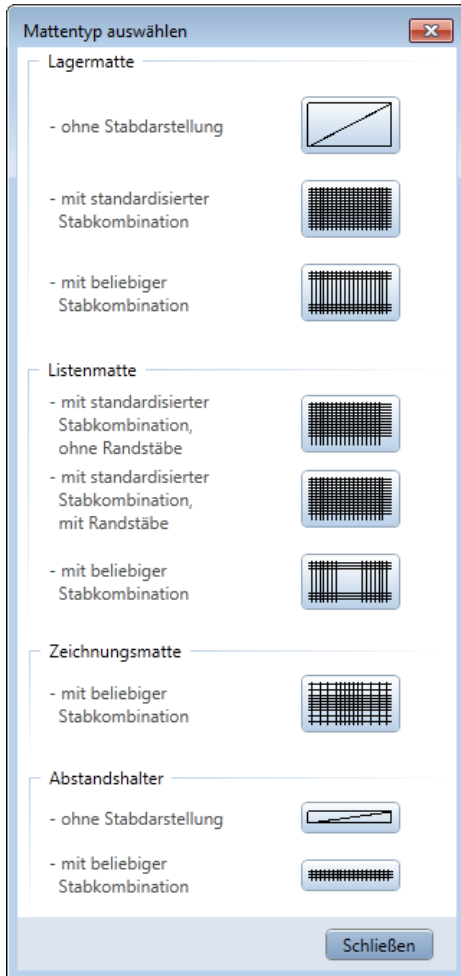 Mattentyp auswählen
Lagermatte
- ohne Stabdarstellung
- mit standardisierter
Stabkombination
- mit beliebiger
Stabkombination
Listenmatte
- mit standardisierter
Stabkombination,
ohne Randstäbe
- mit standardisierter
Stabkombination,
mit Randstäbe
- mit beliebiger
Stabkombination
Zeichnungsmatte
- mit beliebiger
Stabkombination
Abstandshalter
- ohne Stabdarstellung
- mit beliebiger
Stabkombination
Schließen